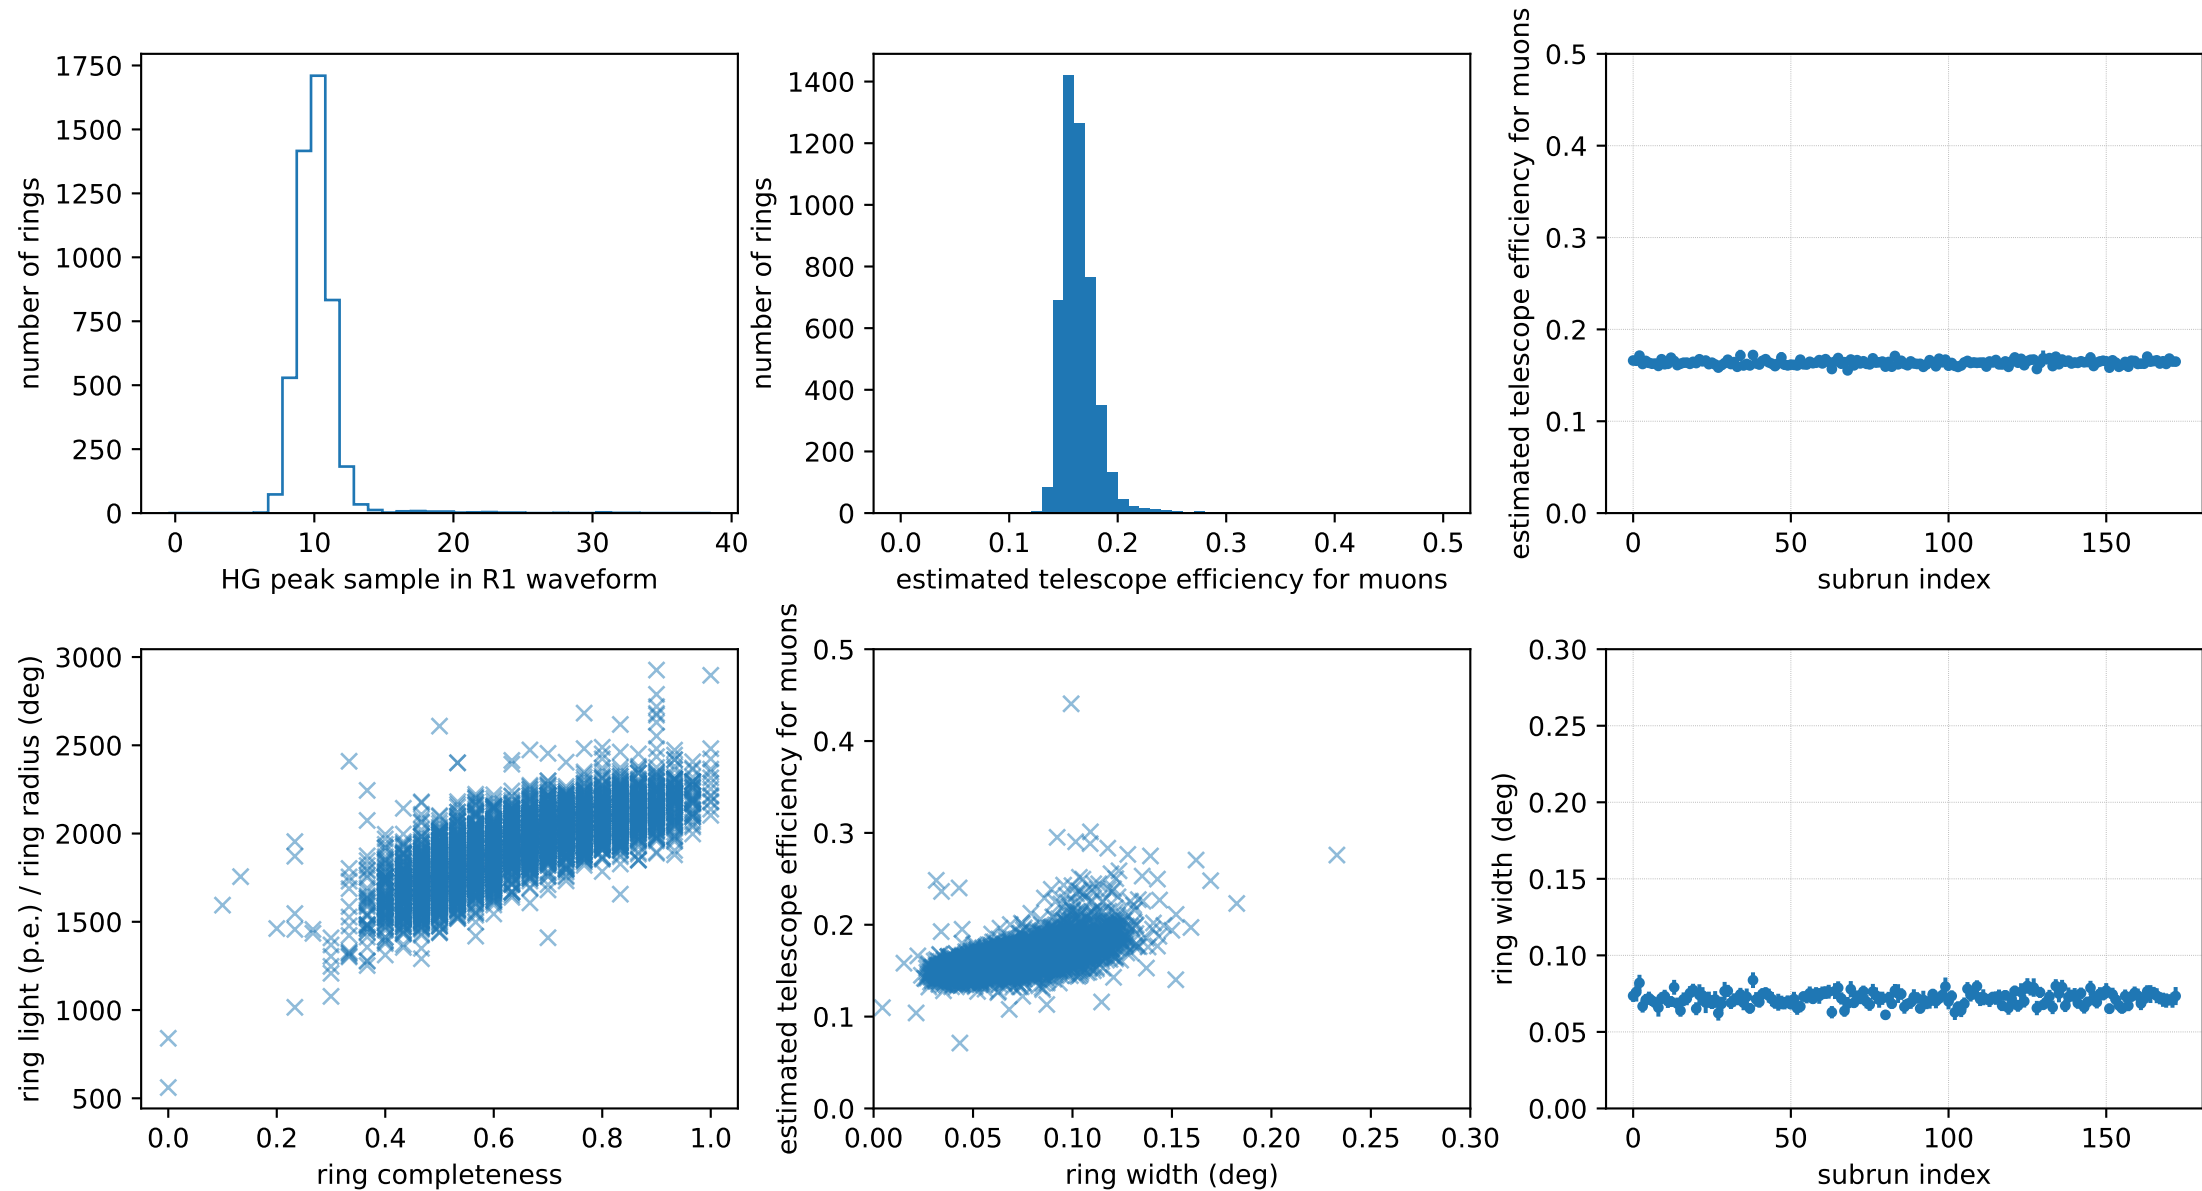 1750
1500
1250
1000
750
500
250
0
number of rings
0 10 20 30 40
HG peak sample in R1 waveform
1400
1200
1000
800
600
400
200
0
number of rings
0.0 0.1 0.2 0.3 0.4 0.5
estimated telescope efficiency for muons
0.5
0.4
0.3
0.2
0.1
0.0
estimated telescope efficiency for muons
0 50 100 150
subrun index
3000
2500
2000
1500
1000
500
ring light (p.e.) / ring radius (deg)
0.0 0.2 0.4 0.6 0.8 1.0
ring completeness
0.5
0.4
0.3
0.2
0.1
0.0
estimated telescope efficiency for muons
0.00 0.05 0.10 0.15 0.20 0.25 0.30
ring width (deg)
0.30
0.25
0.20
0.15
0.10
0.05
0.00
ring width (deg)
0 50 100 150
subrun index